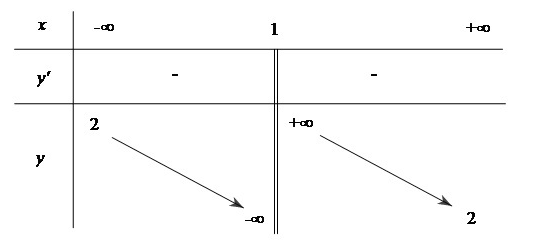 x -∞ 1 +∞
y' - -
2 +∞
y
-∞ 2